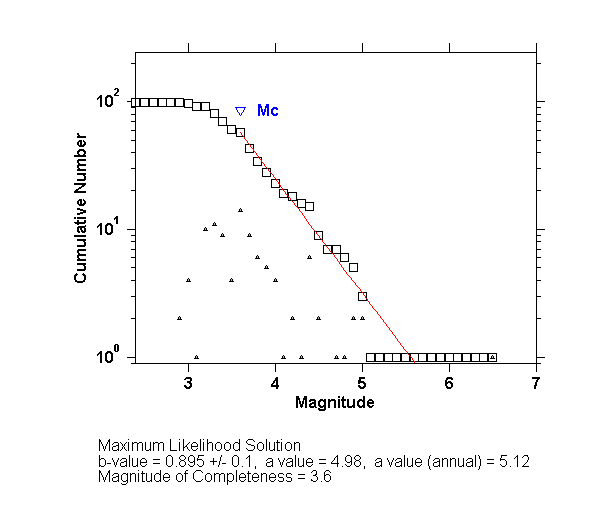 10²
Mc
10¹
10⁰
Cumulative Number
3 4 5 6 7
Magnitude
Maximum Likelihood Solution
b-value = 0.895 +/- 0.1, a value = 4.98, a value (annual) = 5.12
Magnitude of Completeness = 3.6